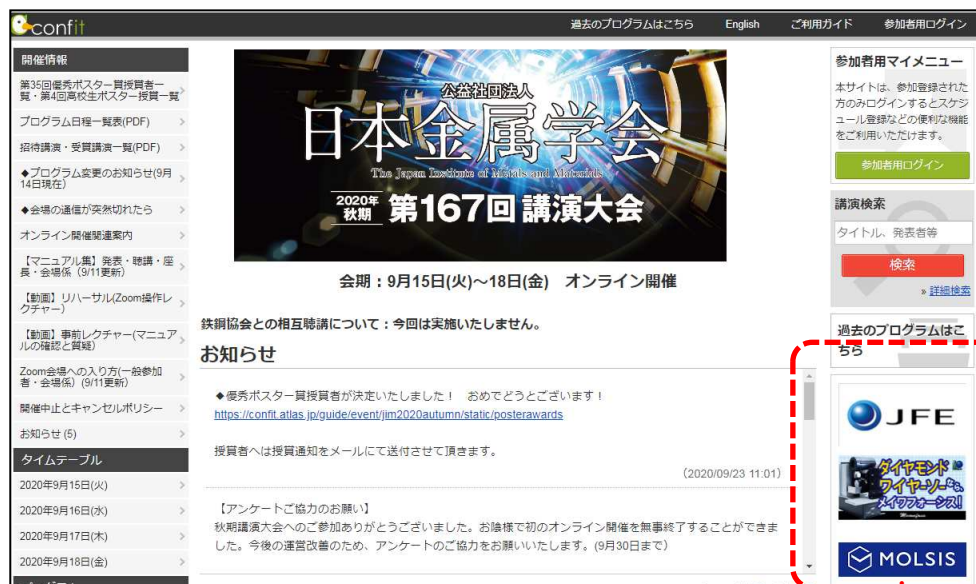 confit
過去のプログラムはこちら　English　ご利用ガイド　参加者用ログイン
開催情報
第35回優秀ポスター賞授賞者一
覧・第4回高校生ポスター授賞一覧
プログラム日程一覧表(PDF)
招待講演・受賞講演一覧(PDF)
◆プログラム変更のお知らせ(9月
14日現在)
◆会場の通信が突然切れたら
オンライン開催関連案内
【マニュアル集】発表・聴講・座
長・会場係（9/11更新）
【動画】リハーサル(Zoom操作レ
クチャー)
【動画】事前レクチャー(マニュア
ルの確認と質疑)
Zoom会場への入り方(一般参加
者・会場係）(9/11更新)
開催中止とキャンセルポリシー
お知らせ (5)
タイムテーブル
2020年9月15日(火)
2020年9月16日(水)
2020年9月17日(木)
2020年9月18日(金)
公益社団法人
日本金属学会
The Japan Institute of Metals and Materials
2020年
秋期 第167回 講演大会
会期：9月15日(火)～18日(金)　オンライン開催
鉄鋼協会との相互聴講について：今回は実施いたしません。
お知らせ
◆優秀ポスター賞授賞者が決定いたしました！　おめでとうございます！
https://confit.atlas.jp/guide/event/jim2020autumn/static/posterawards
授賞者へは授賞通知をメールにて送付させて頂きます。
（2020/09/23 11:01）
【アンケートご協力のお願い】
秋期講演大会へのご参加ありがとうございました。お陰様で初のオンライン開催を無事終了することができま
した。今後の運営改善のため、アンケートのご協力をお願いいたします。(9月30日まで）
参加者用マイメニュー
本サイトは、参加登録された
方のみログインするとスケジ
ュール登録などの便利な機能
をご利用いただけます。
参加者用ログイン
講演検索
タイトル、発表者等
検索
» 詳細検索
過去のプログラムはこ
ちら
JFE
ダイヤモンド
ワイヤーソーなら、
メイワフォーシス!
MOLSIS